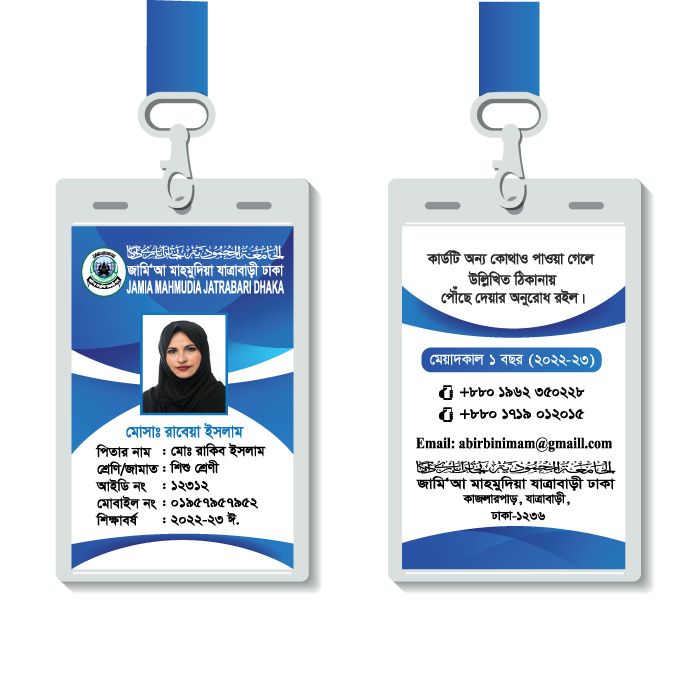 জামি'আ মাহমুদিয়া যাত্রাবাড়ী ঢাকা
JAMIA MAHMUDIA JATRABARI DHAKA
মোসাঃ রাবেয়া ইসলাম
পিতার নাম : মোঃ রাকিব ইসলাম
শ্রেণি/জামাত : শিশু শ্রেণী
আইডি নং : ১২৩১২
মোবাইল নং : ০১৯৫৭৯৫৭৯৫২
শিক্ষাবর্ষ : ২০২২-২৩ ঈ.
কার্ডটি অন্য কোথাও পাওয়া গেলে
উল্লিখিত ঠিকানায়
পৌঁছে দেয়ার অনুরোধ রইল।
মেয়াদকাল ১ বছর (২০২২-২৩)
+৮৮০ ১৯৬২ ৩৫০২২৮
+৮৮০ ১৭১৯ ০১২০১৫
Email: abirbinimam@gmaill.com
জামি'আ মাহমুদিয়া যাত্রাবাড়ী ঢাকা
কাজলারপাড়, যাত্রাবাড়ী,
ঢাকা-১২৩৬